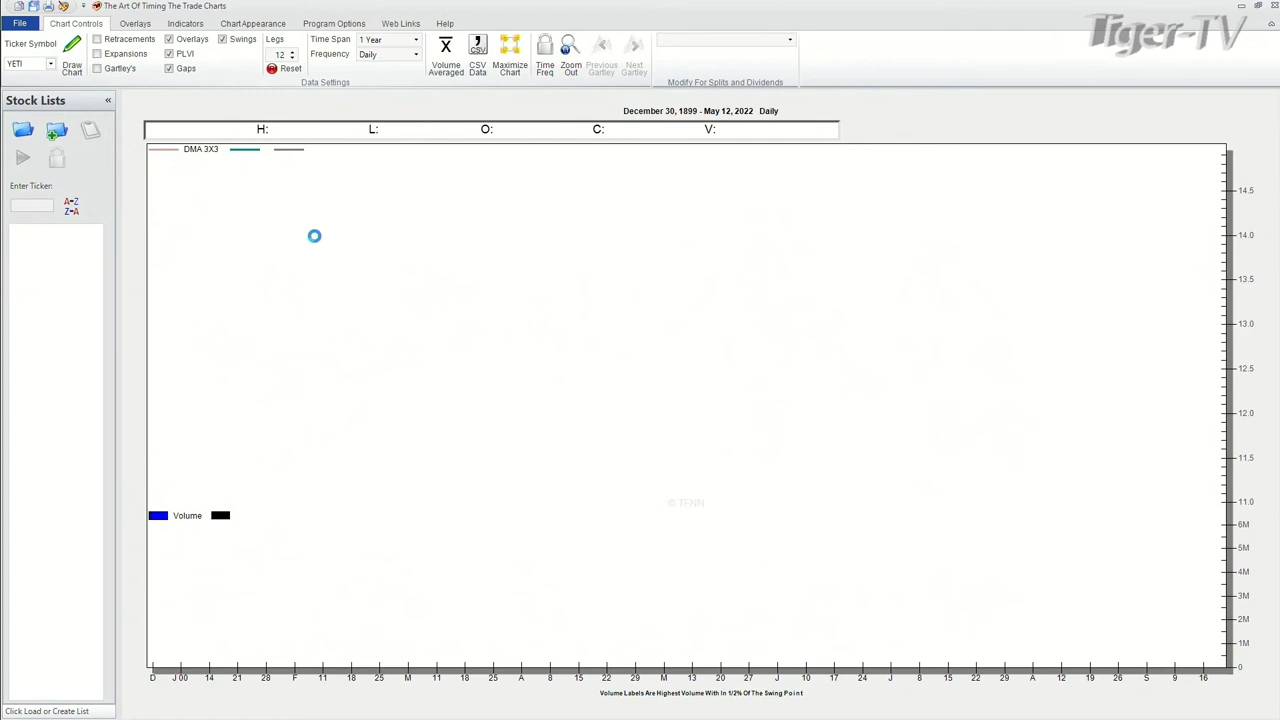 The Art Of Timing The Trade Charts
File Chart Controls Overlays Indicators Chart Appearance Program Options Web Links Help
Tiger-TV
Ticker Symbol
YETI
Draw Chart
Retracements Overlays Swings
Expansions PLVI
Gartley's Gaps
Legs
12
Reset
Time Span 1 Year
Frequency Daily
Data Settings
Volume Averaged
CSV
CSV Data
Maximize Chart
Time Freq
Zoom Out
Previous Gartley
Next Gartley
Modify For Splits and Dividends
Stock Lists «
Enter Ticker:
A-Z
Z-A
Click Load or Create List
December 30, 1899 - May 12, 2022 Daily
H: L: O: C: V:
DMA 3X3
14.5
14.0
13.5
13.0
12.5
12.0
11.5
11.0
© TFNN
Volume
6M
5M
4M
3M
2M
1M
0
D J 00 14 21 28 F 11 18 25 M 11 18 25 A 8 15 22 29 M 13 20 27 J 10 17 24 J 8 15 22 29 A 12 19 26 S 9 16
Volume Labels Are Highest Volume With In 1/2% Of The Swing Point